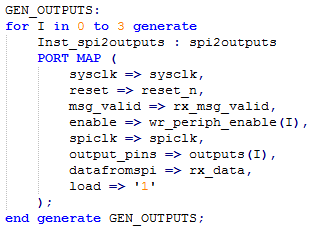 GEN_OUTPUTS:
for I in 0 to 3 generate
    Inst_spi2outputs : spi2outputs
    PORT MAP (
        sysclk => sysclk,
        reset => reset_n,
        msg_valid => rx_msg_valid,
        enable => wr_periph_enable(I),
        spiclk => spiclk,
        output_pins => outputs(I),
        datafromspi => rx_data,
        load => '1'
    );
end generate GEN_OUTPUTS;